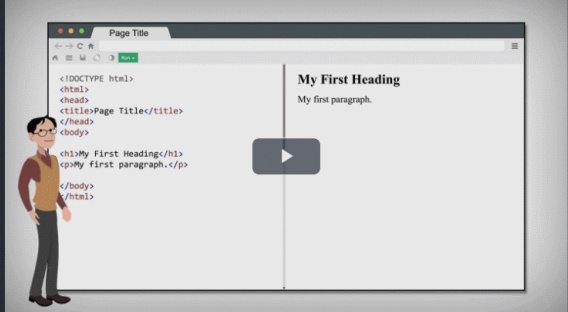 Page Title
Run »
<!DOCTYPE html>
<html>
<head>
<title>Page Title</title>
</head>
<body>
<h1>My First Heading</h1>
<p>My first paragraph.</p>
</body>
</html>
My First Heading
My first paragraph.